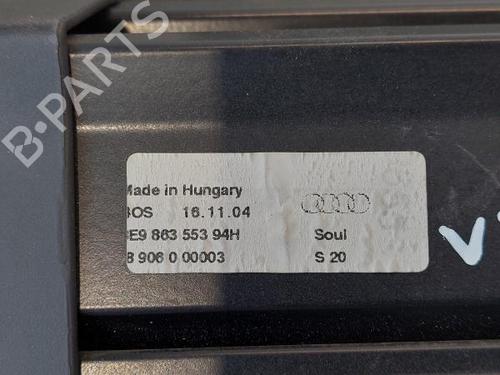 B-PARTS
Made in Hungary
BOS 16.11.04
8E9 863 553 94H Soul
8 906 0 00003 S 20
V